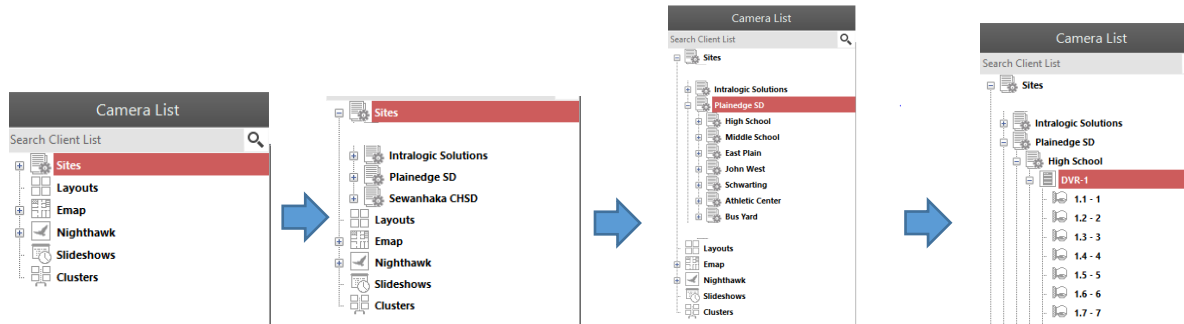 Camera List
Search Client List
Sites
Layouts
Emap
Nighthawk
Slideshows
Clusters
Sites
Intralogic Solutions
Plainedge SD
Sewanhaka CHSD
Layouts
Emap
Nighthawk
Slideshows
Clusters
Camera List
Search Client List
Sites
Intralogic Solutions
Plainedge SD
High School
Middle School
East Plain
John West
Schwarting
Athletic Center
Bus Yard
Layouts
Emap
Nighthawk
Slideshows
Clusters
Camera List
Search Client List
Sites
Intralogic Solutions
Plainedge SD
High School
DVR-1
1.1 - 1
1.2 - 2
1.3 - 3
1.4 - 4
1.5 - 5
1.6 - 6
1.7 - 7